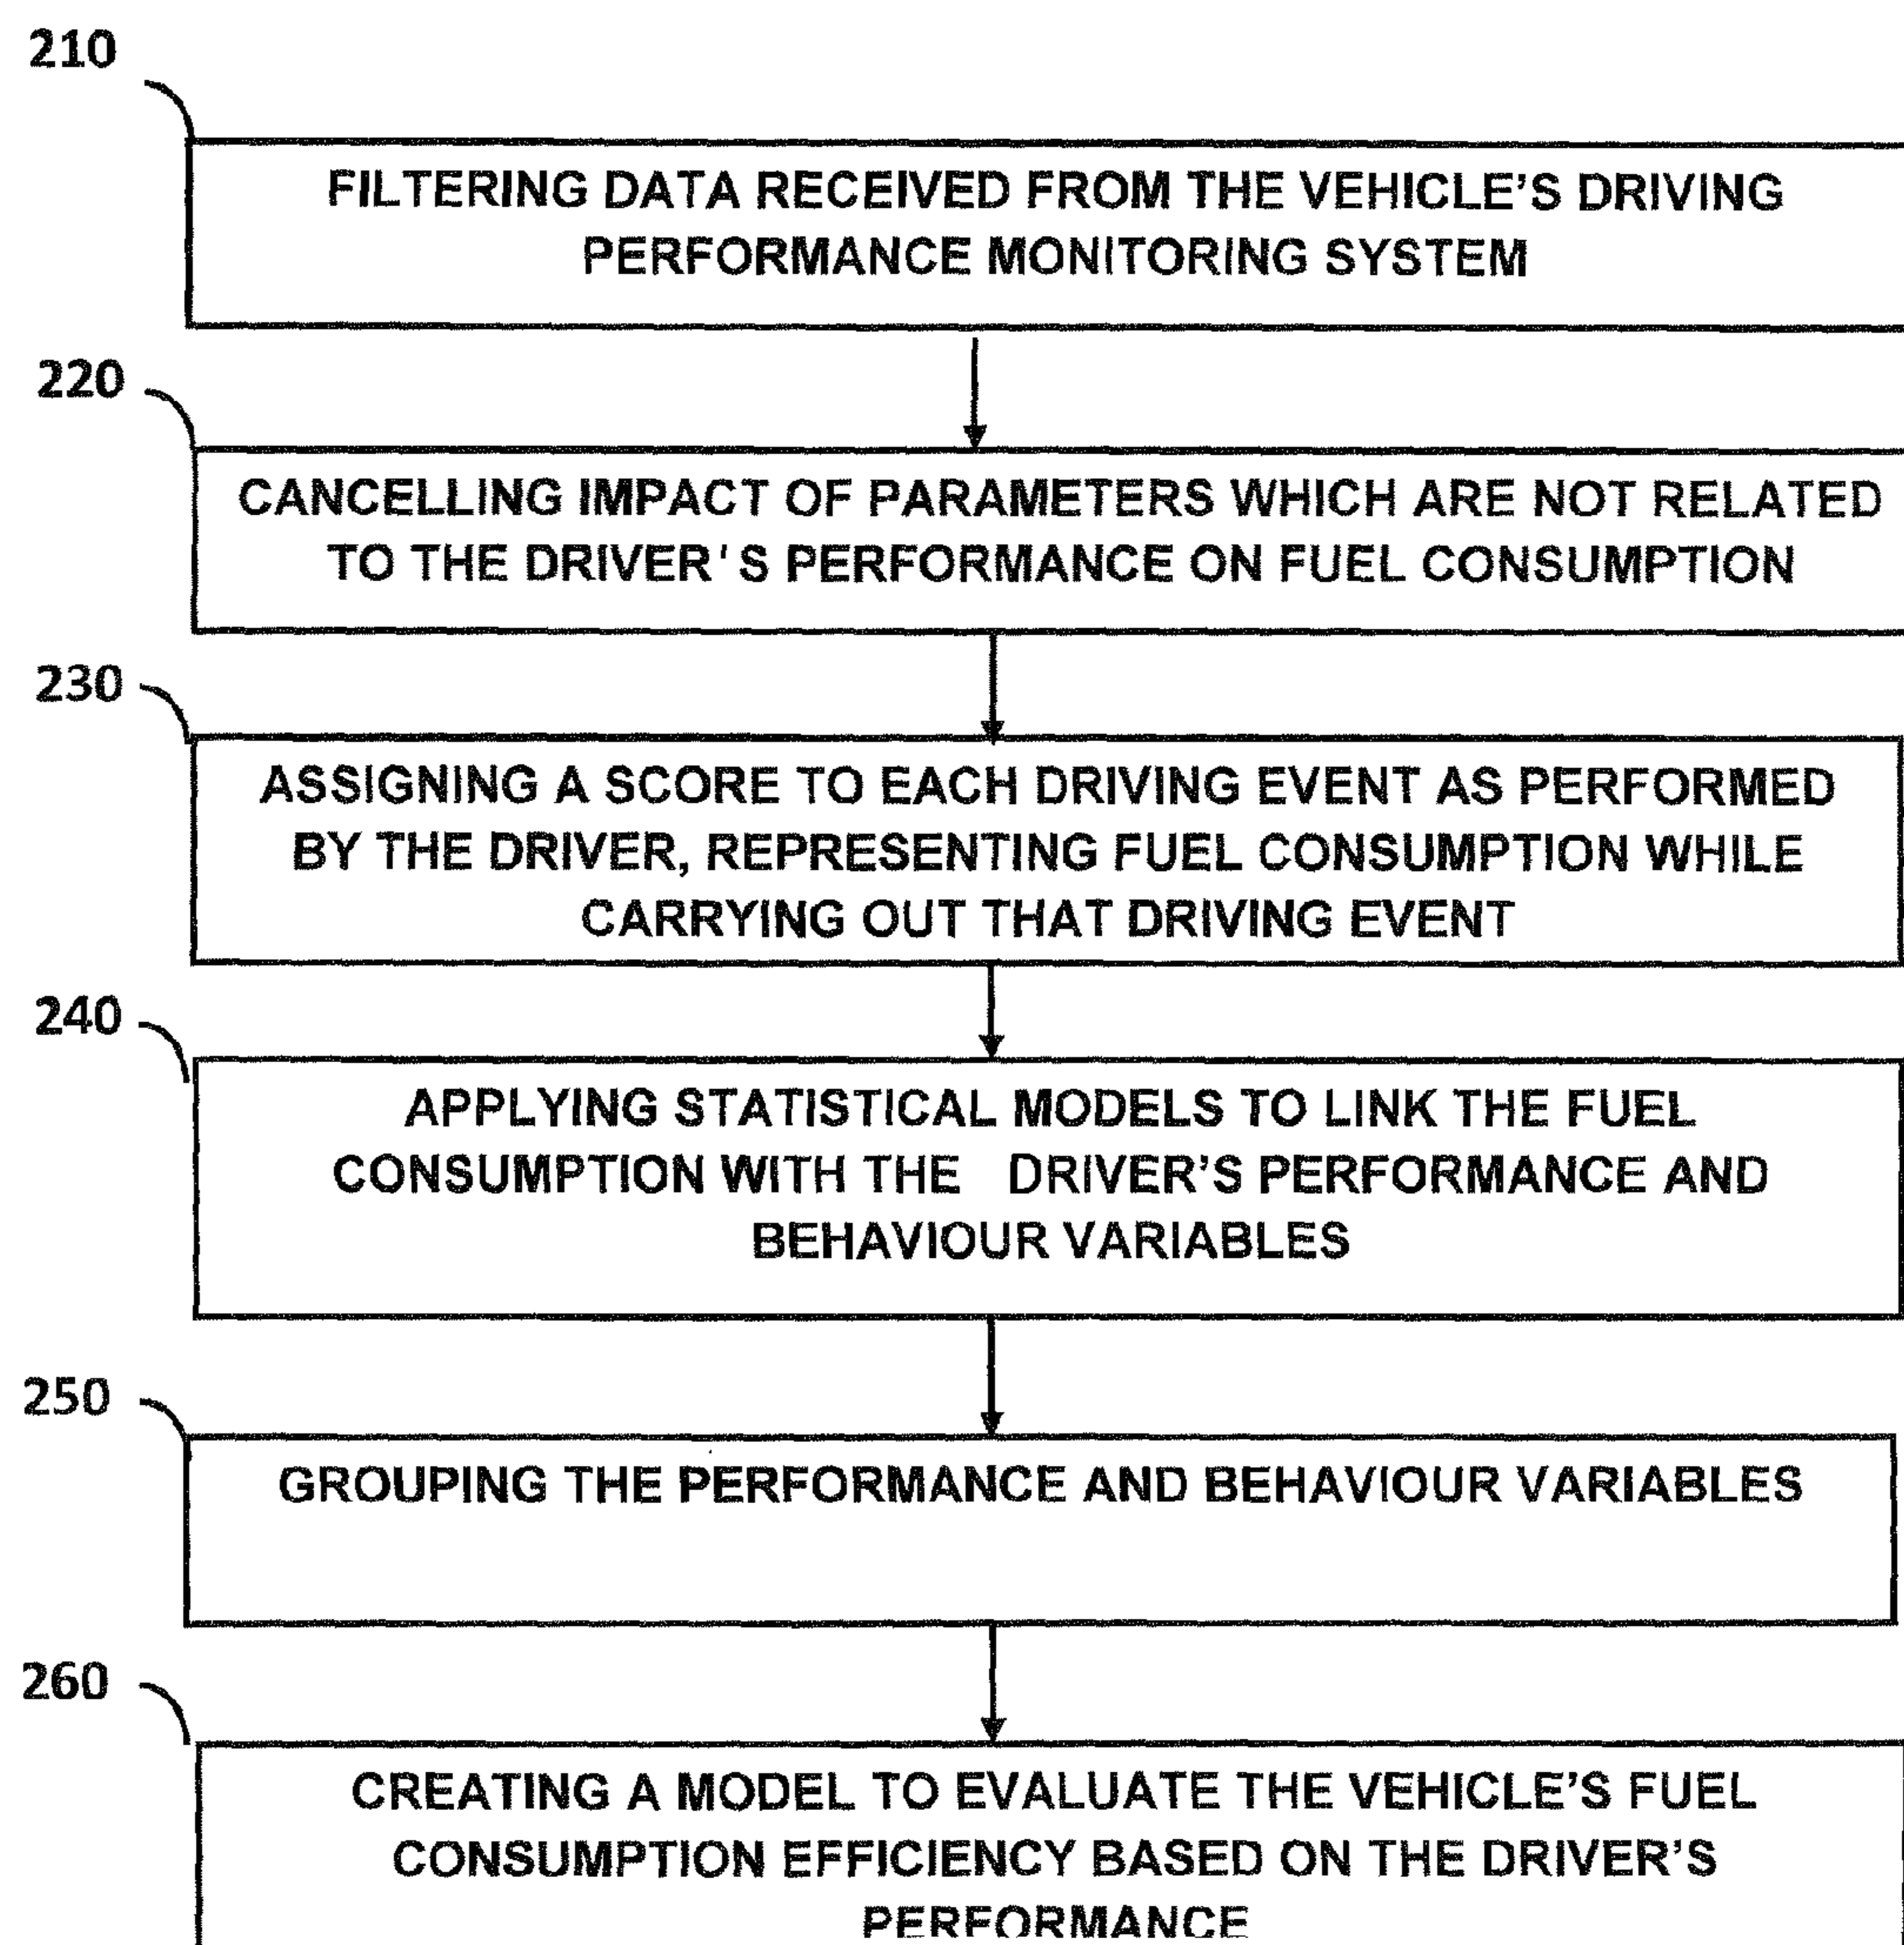 210
FILTERING DATA RECEIVED FROM THE VEHICLE'S DRIVING
PERFORMANCE MONITORING SYSTEM
220
CANCELLING IMPACT OF PARAMETERS WHICH ARE NOT RELATED
TO THE DRIVER'S PERFORMANCE ON FUEL CONSUMPTION
230
ASSIGNING A SCORE TO EACH DRIVING EVENT AS PERFORMED
BY THE DRIVER, REPRESENTING FUEL CONSUMPTION WHILE
CARRYING OUT THAT DRIVING EVENT
240
APPLYING STATISTICAL MODELS TO LINK THE FUEL
CONSUMPTION WITH THE DRIVER'S PERFORMANCE AND
BEHAVIOUR VARIABLES
250
GROUPING THE PERFORMANCE AND BEHAVIOUR VARIABLES
260
CREATING A MODEL TO EVALUATE THE VEHICLE'S FUEL
CONSUMPTION EFFICIENCY BASED ON THE DRIVER'S
PERFORMANCE